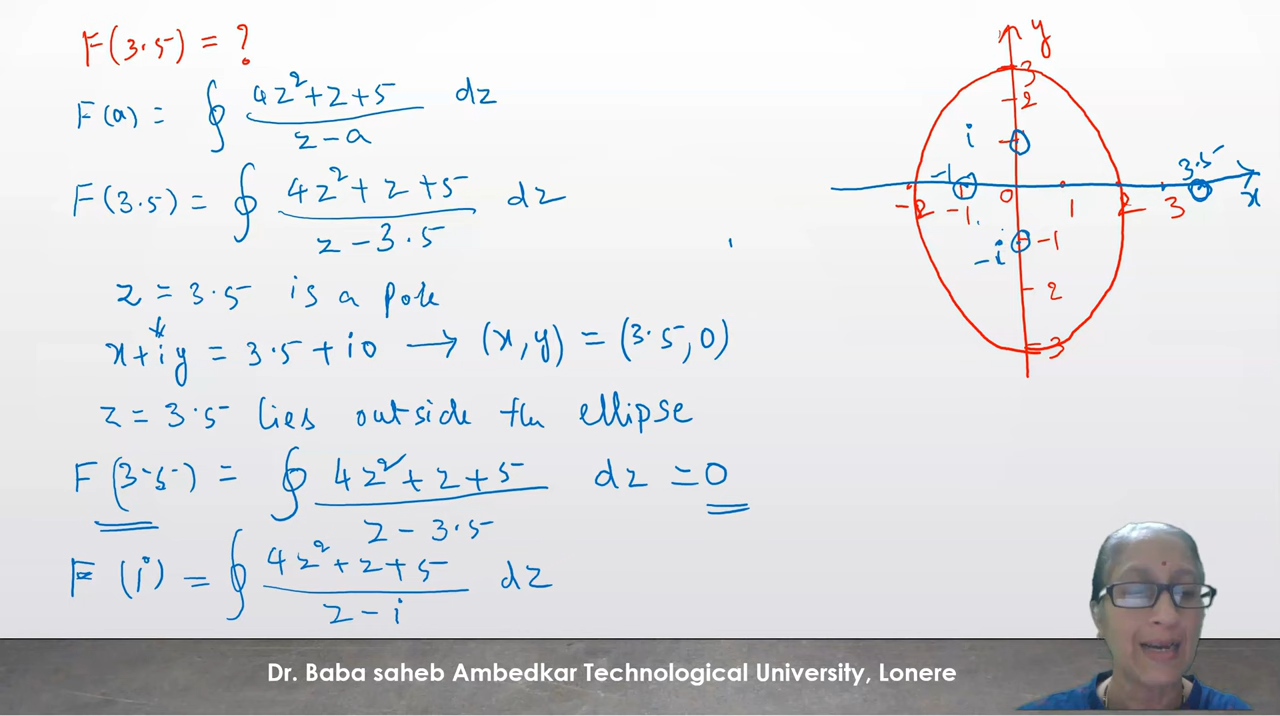 F(3.5) = ?
F(a) = ∮ (4z²+z+5)/(z-a) dz
F(3.5) = ∮ (4z²+z+5)/(z-3.5) dz
z = 3.5 is a pole
x+iy = 3.5+i0 → (x,y) = (3.5,0)
z = 3.5 lies outside the ellipse
F(3.5) = ∮ (4z²+z+5)/(z-3.5) dz = 0
F(i) = ∮ (4z²+z+5)/(z-i) dz
y
3
2
i
1
3.5
-1
-2
-1
0
1
2
3
x
-i
-1
2
-3
Dr. Baba saheb Ambedkar Technological University, Lonere